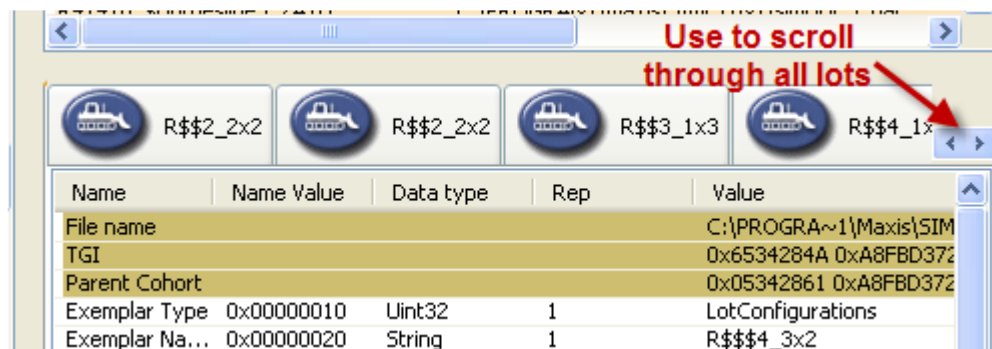 Use to scroll
through all lots
R$$2_2x2 R$$2_2x2 R$$3_1x3 R$$4_1x
Name Name Value Data type Rep Value
File name C:\PROGRA~1\Maxis\SIM
TGI 0x6534284A 0xA8FBD372
Parent Cohort 0x05342861 0xA8FBD372
Exemplar Type 0x00000010 Uint32 1 LotConfigurations
Exemplar Na... 0x00000020 String 1 R$$$4_3x2